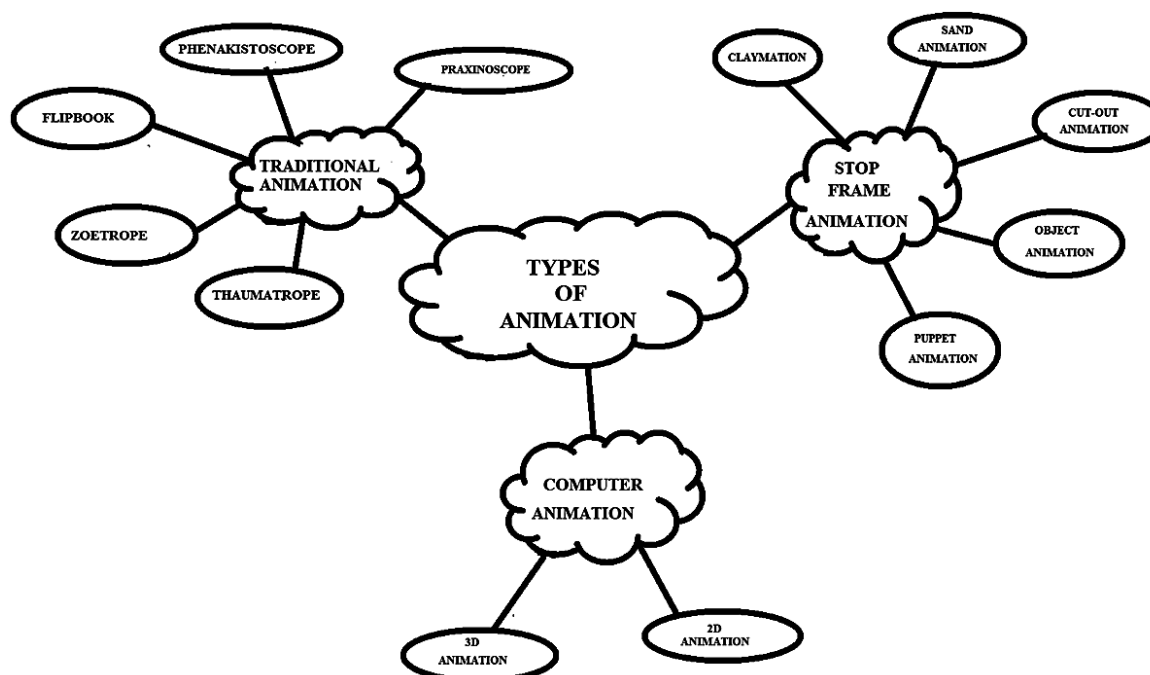 PHENAKISTOSCOPE
PRAXINOSCOPE
FLIPBOOK
TRADITIONAL
ANIMATION
ZOETROPE
THAUMATROPE
TYPES
OF
ANIMATION
CLAYMATION
SAND
ANIMATION
CUT-OUT
ANIMATION
STOP
FRAME
ANIMATION
OBJECT
ANIMATION
PUPPET
ANIMATION
COMPUTER
ANIMATION
3D
ANIMATION
2D
ANIMATION